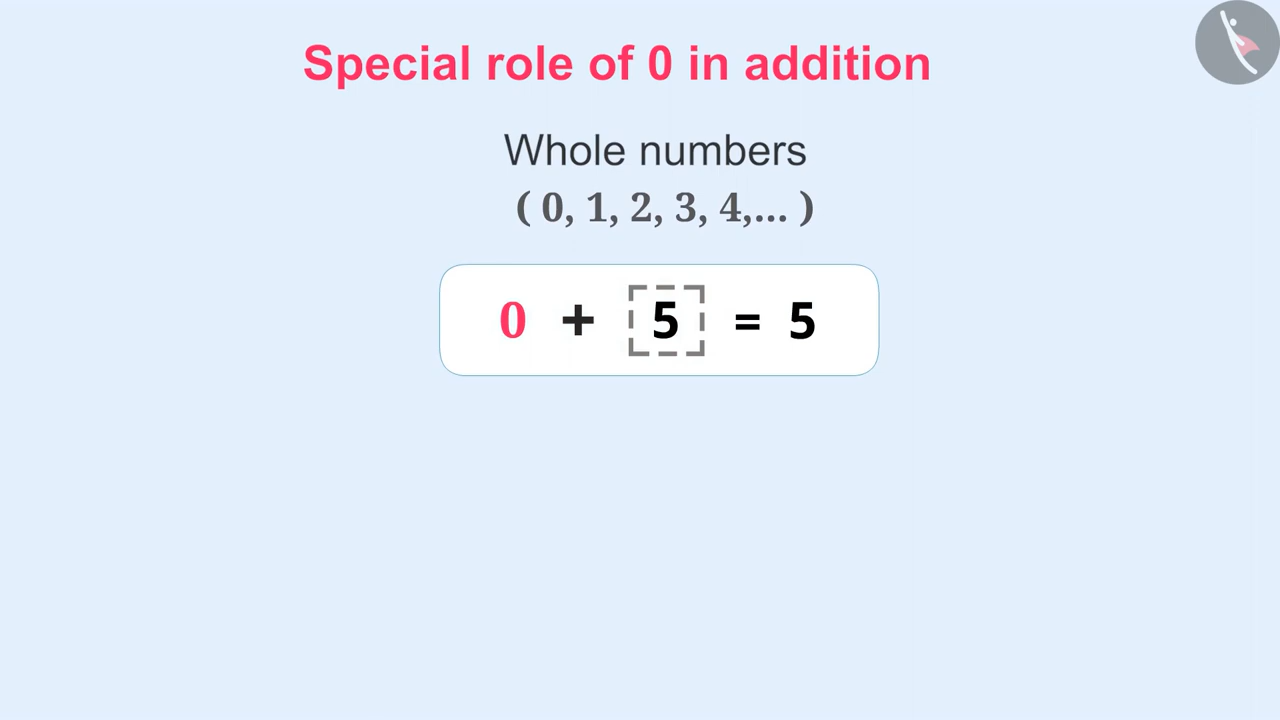 Special role of 0 in addition
Whole numbers
( 0, 1, 2, 3, 4,... )
0 + 5 = 5